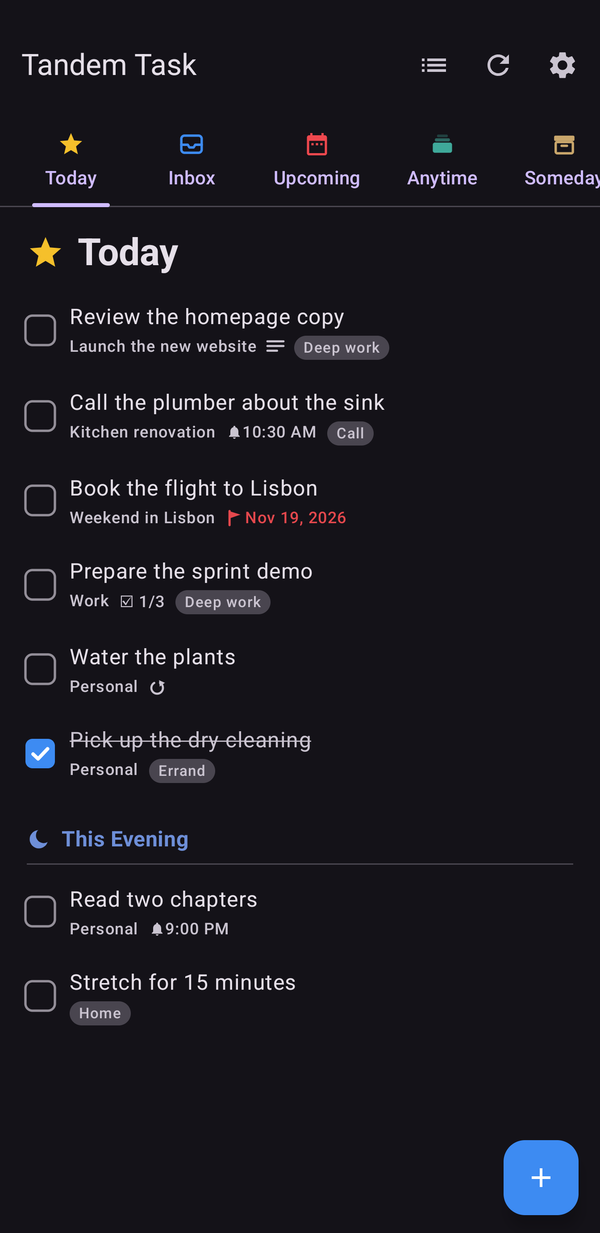 Tandem Task
Today
Inbox
Upcoming
Anytime
Someday
Today
Review the homepage copy
Launch the new website Deep work
Call the plumber about the sink
Kitchen renovation 10:30 AM Call
Book the flight to Lisbon
Weekend in Lisbon Nov 19, 2026
Prepare the sprint demo
Work 1/3 Deep work
Water the plants
Personal
Pick up the dry cleaning
Personal Errand
This Evening
Read two chapters
Personal 9:00 PM
Stretch for 15 minutes
Home